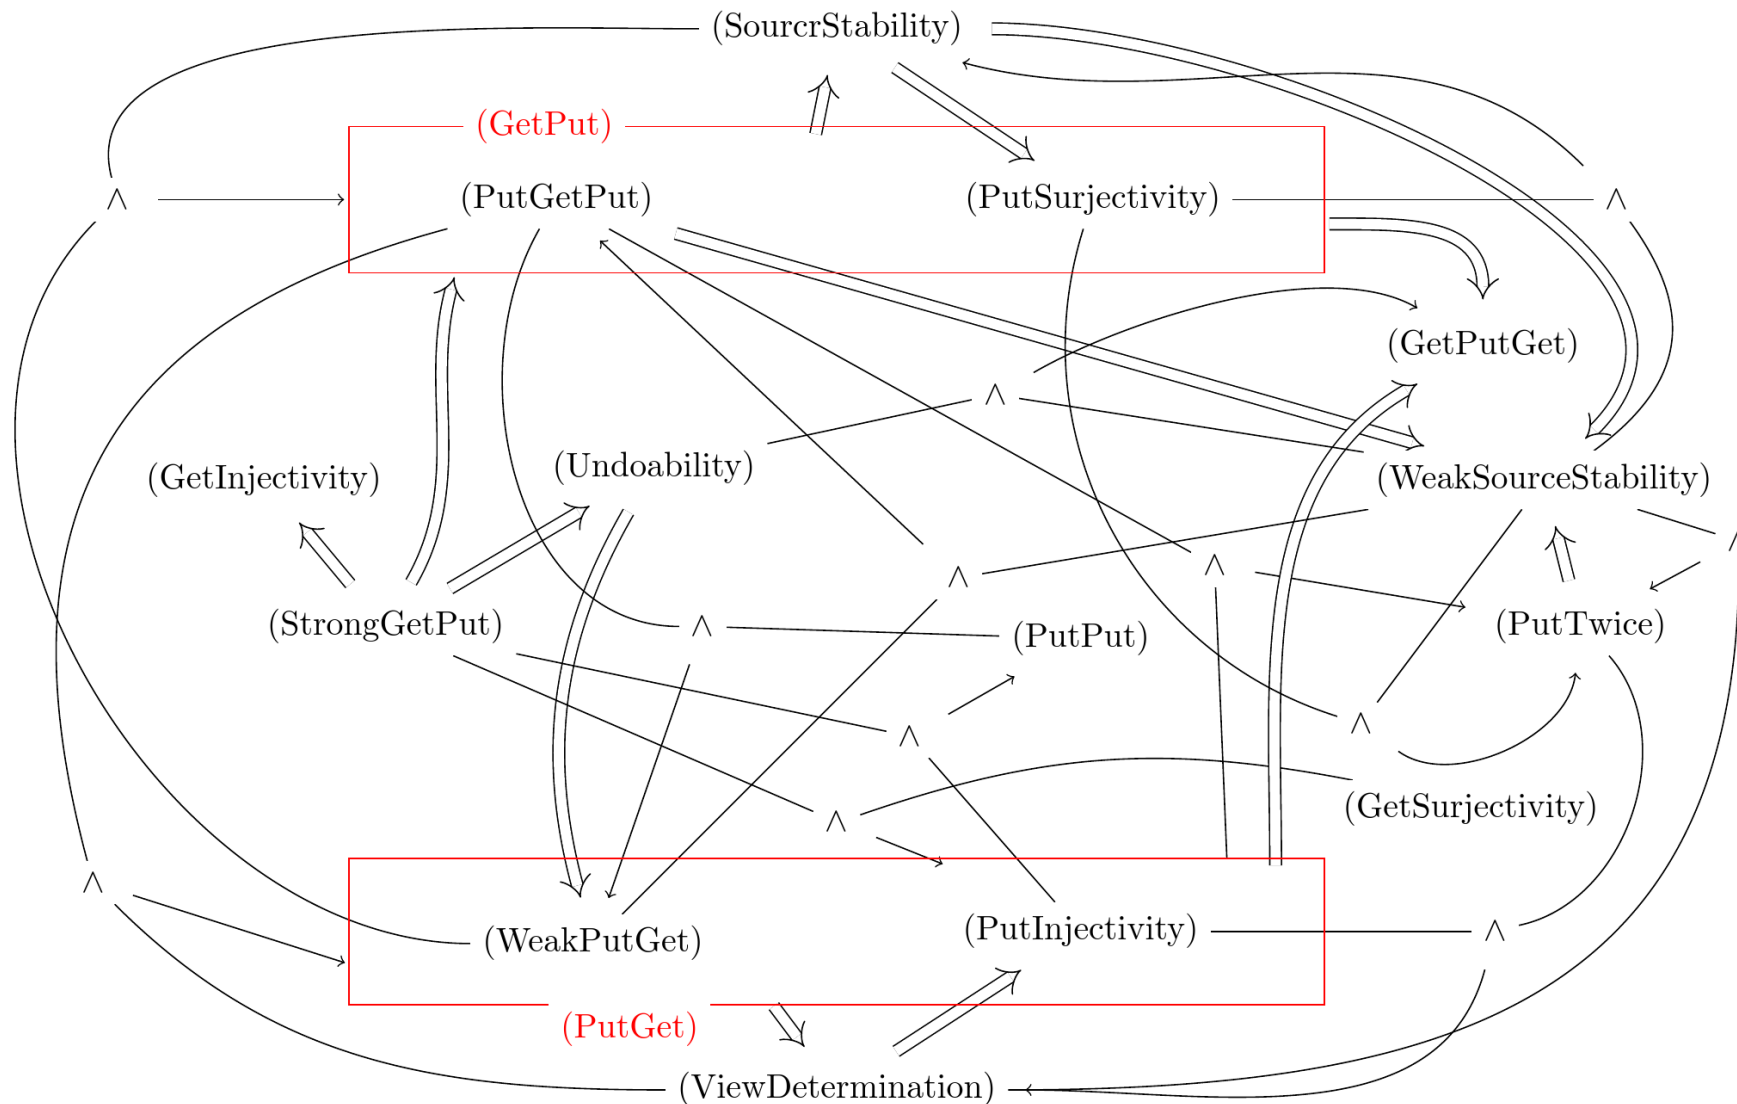 (SourcrStability)
(GetPut)
∧ (PutGetPut) (PutSurjectivity) ∧
(GetPutGet)
∧
(Undoability)
(GetInjectivity) (WeakSourceStability)
∧
∧ ∧
(StrongGetPut) ∧ (PutPut) (PutTwice)
∧ ∧
(GetSurjectivity)
∧
∧
(WeakPutGet) (PutInjectivity) ∧
(PutGet)
(ViewDetermination)